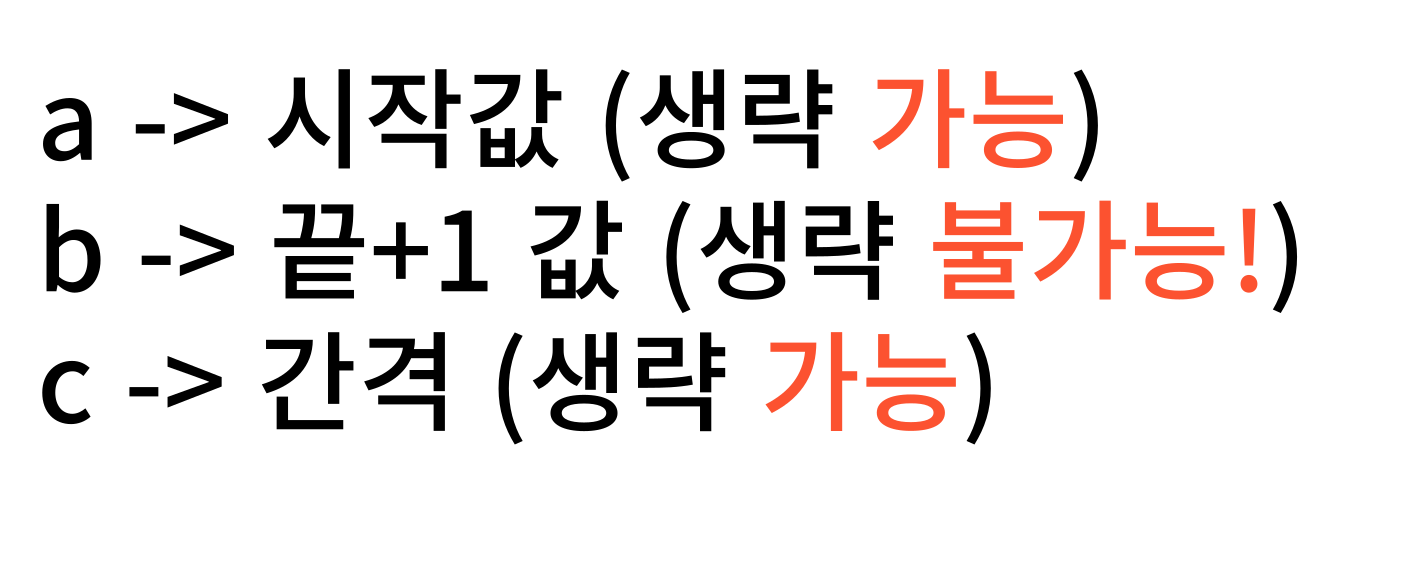 a -> 시작값 (생략 가능)
b -> 끝+1 값 (생략 불가능!)
c -> 간격 (생략 가능)